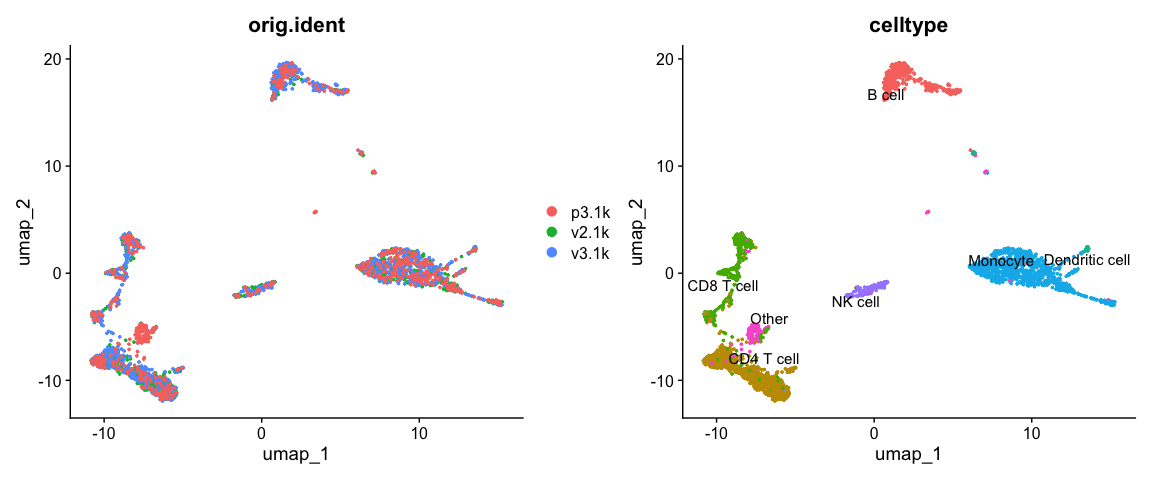 orig.ident
umap_2
20
10
0
-10
-10
0
10
umap_1
p3.1k
v2.1k
v3.1k
celltype
umap_2
20
10
0
-10
B cell
Monocyte
Dendritic cell
CD8 T cell
NK cell
Other
CD4 T cell
-10
0
10
umap_1